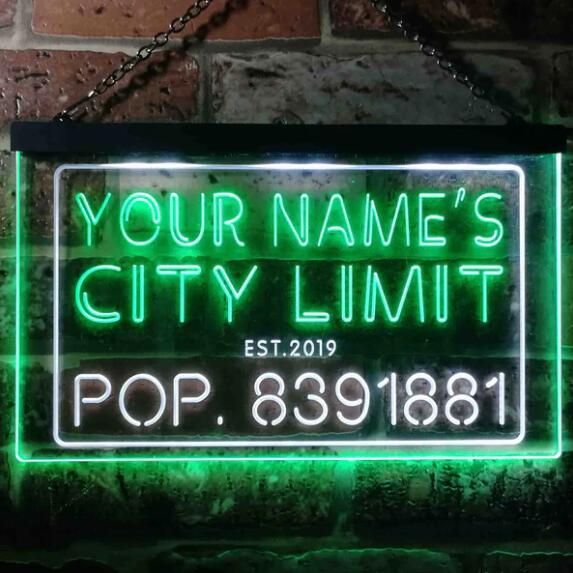 YOUR NAME'S
CITY LIMIT
EST.2019
POP. 8391881